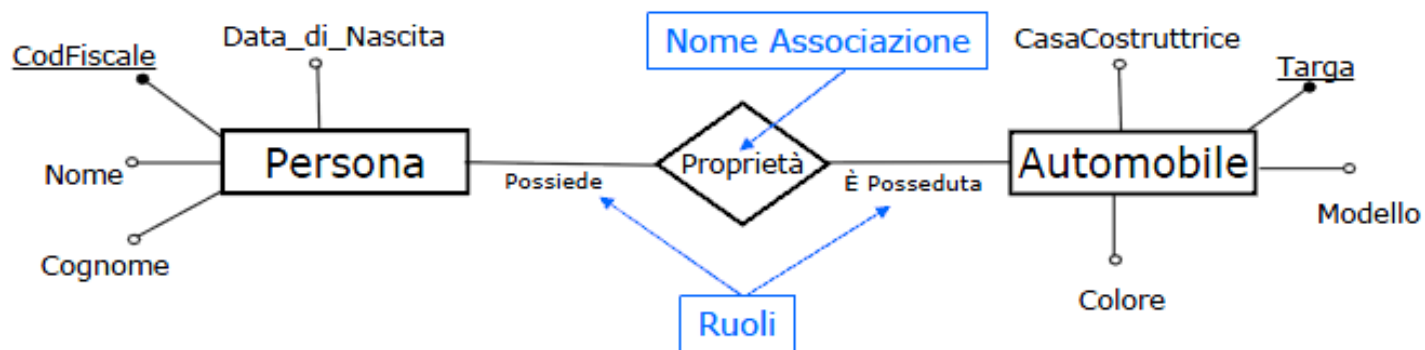 Data_di_Nascita
Nome Associazione
CasaCostruttrice
CodFiscale
Targa
Persona
Proprietà
Automobile
Nome
Possiede
È Posseduta
Modello
Cognome
Colore
Ruoli